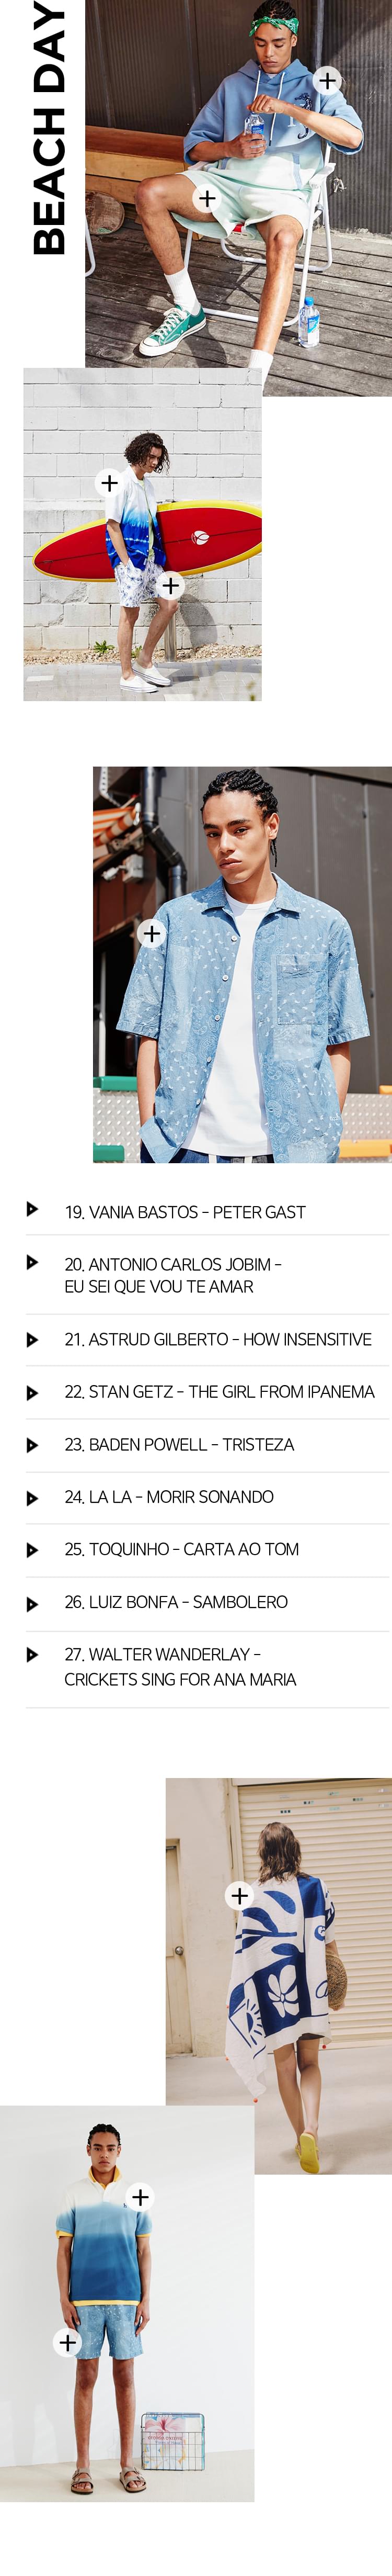 BEACH DAY
19. VANIA BASTOS - PETER GAST
20. ANTONIO CARLOS JOBIM -
EU SEI QUE VOU TE AMAR
21. ASTRUD GILBERTO - HOW INSENSITIVE
22. STAN GETZ - THE GIRL FROM IPANEMA
23. BADEN POWELL - TRISTEZA
24. LA LA - MORIR SONANDO
25. TOQUINHO - CARTA AO TOM
26. LUIZ BONFA - SAMBOLERO
27. WALTER WANDERLAY -
CRICKETS SING FOR ANA MARIA